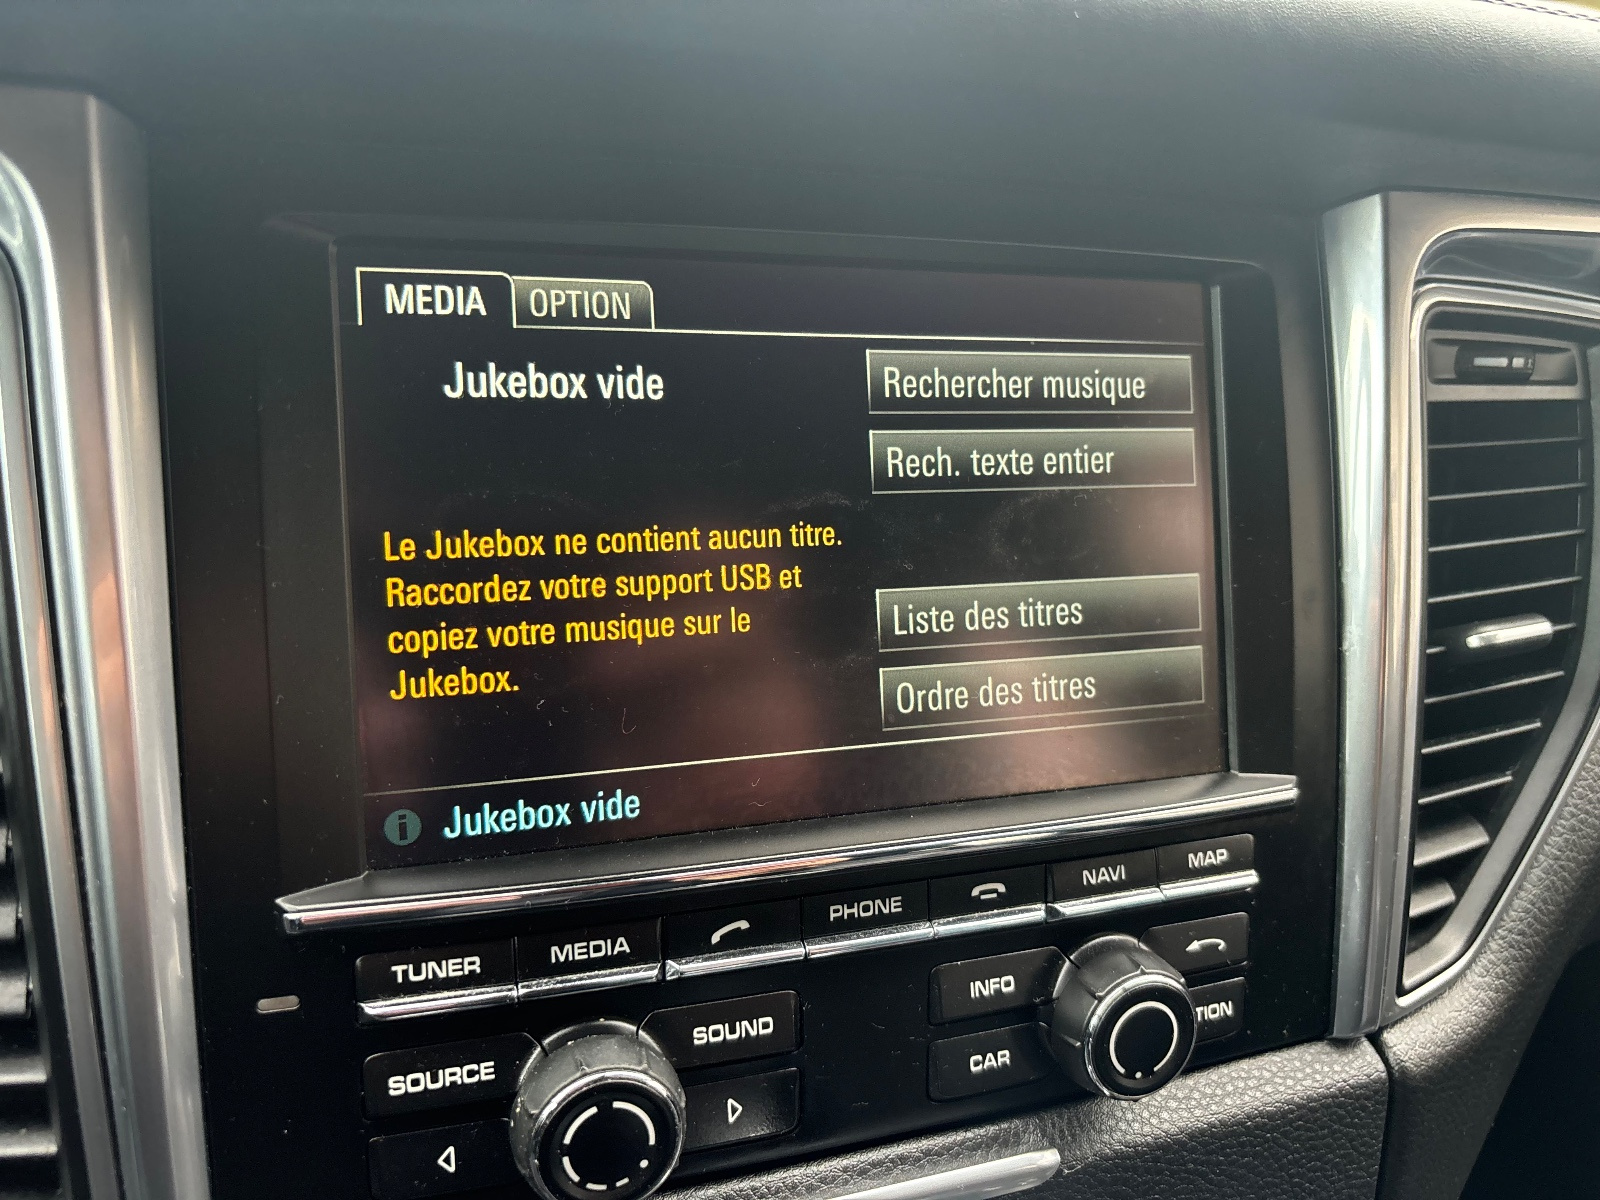 MEDIA OPTION
Jukebox vide
Rechercher musique
Rech. texte entier
Le Jukebox ne contient aucun titre.
Raccordez votre support USB et
copiez votre musique sur le
Jukebox.
Liste des titres
Ordre des titres
i Jukebox vide
TUNER MEDIA PHONE NAVI MAP
SOURCE SOUND INFO
CAR TION